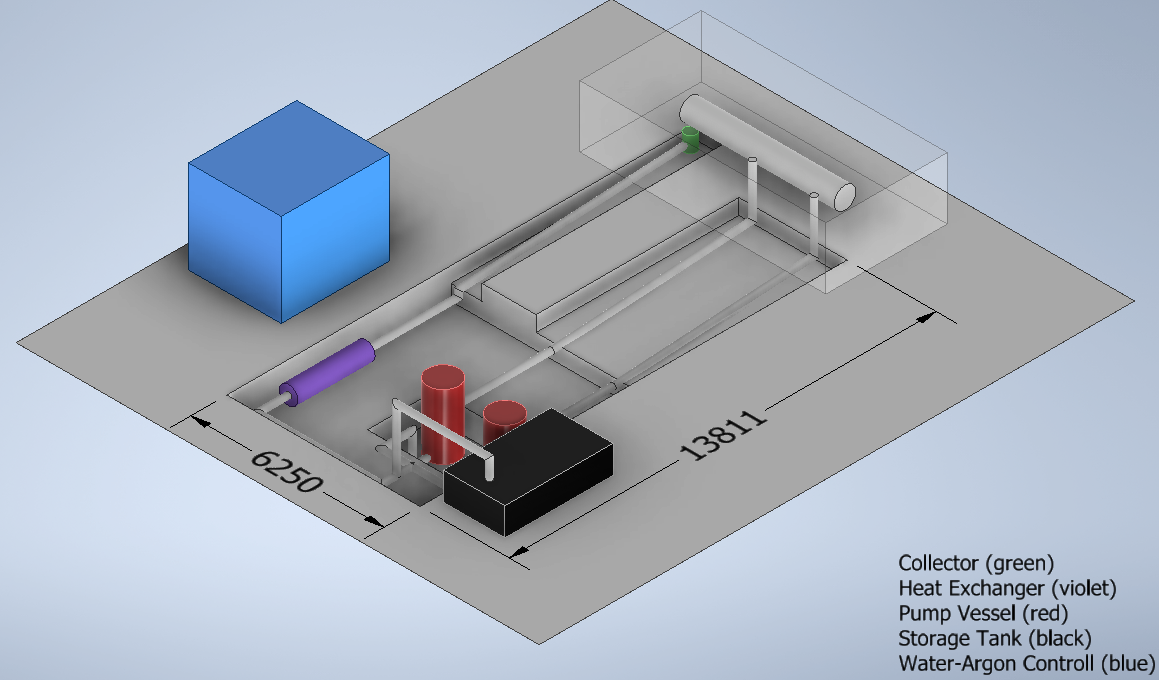 6250
13811
Collector (green)
Heat Exchanger (violet)
Pump Vessel (red)
Storage Tank (black)
Water-Argon Controll (blue)